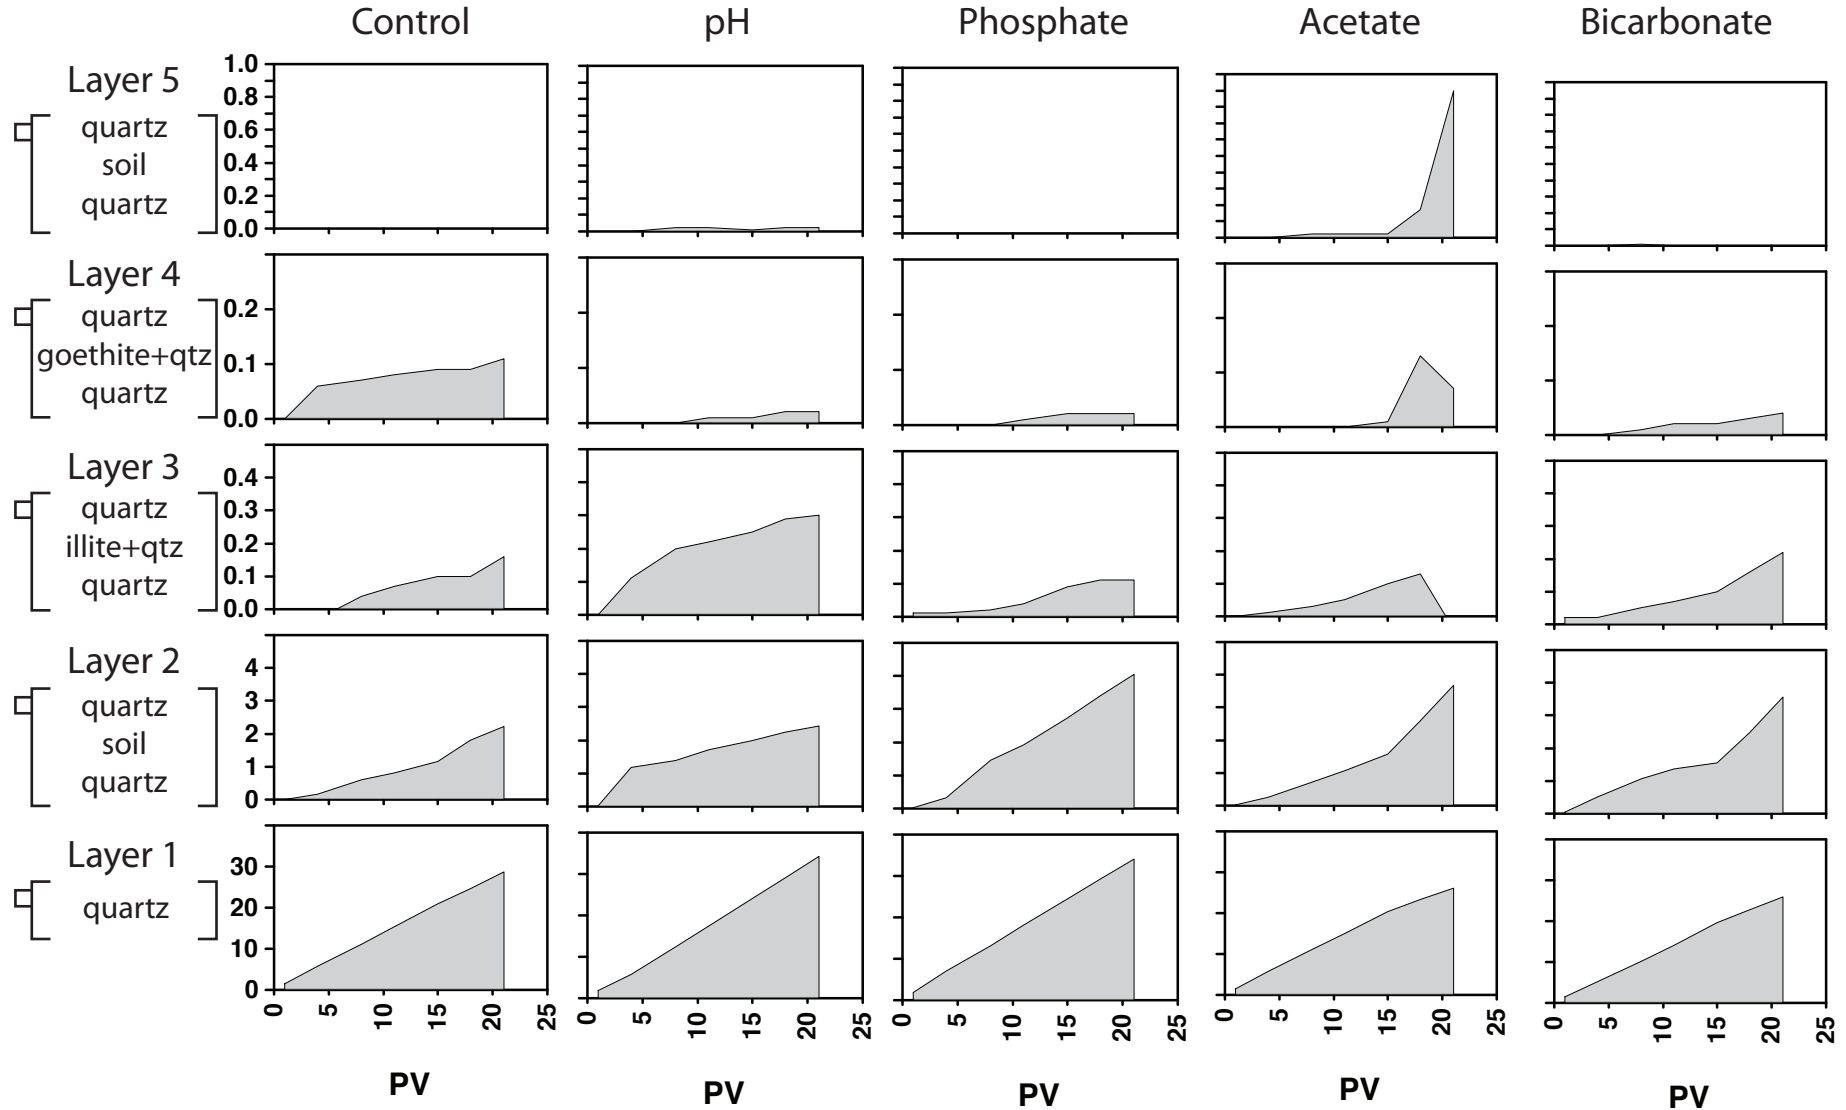 Control pH Phosphate Acetate Bicarbonate
Layer 5
quartz
soil
quartz
1.0
0.8
0.6
0.4
0.2
0.0
Layer 4
quartz
goethite+qtz
quartz
0.2
0.1
0.0
Layer 3
quartz
illite+qtz
quartz
0.4
0.3
0.2
0.1
0.0
Layer 2
quartz
soil
quartz
4
3
2
1
0
Layer 1
quartz
30
20
10
0
0 5 10 15 20 25 0 5 10 15 20 25 0 5 10 15 20 25 0 5 10 15 20 25 0 5 10 15 20 25
PV PV PV PV PV